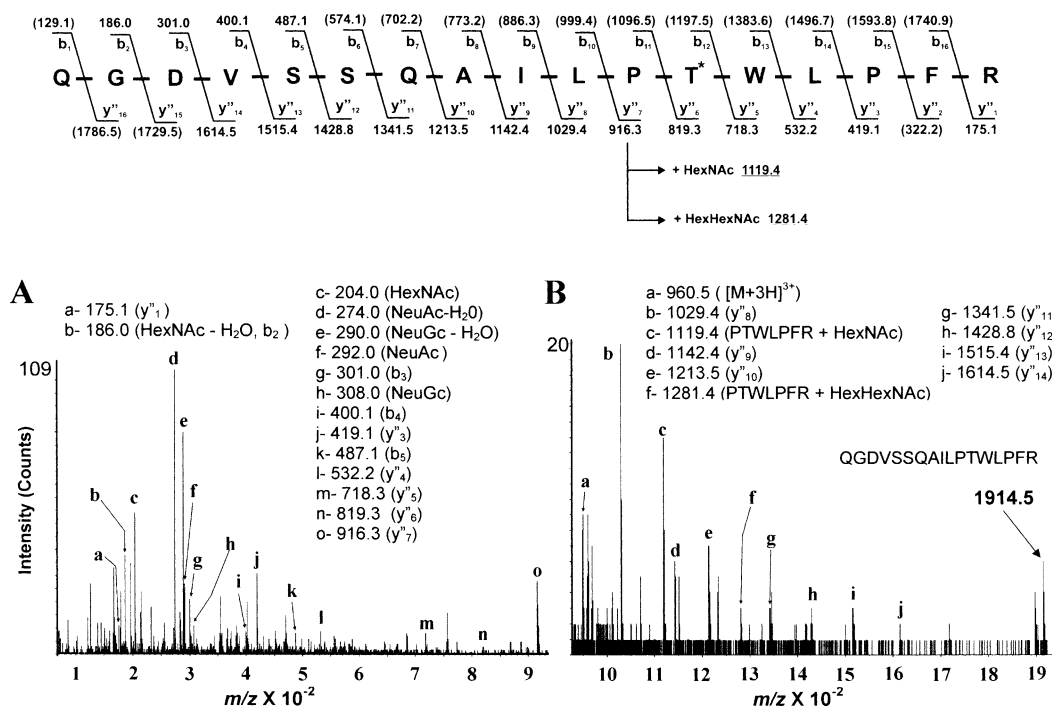 (129.1) 186.0 301.0 400.1 487.1 (574.1) (702.2) (773.2) (886.3) (999.4) (1096.5) (1197.5) (1383.6) (1496.7) (1593.8) (1740.9)
b1 b2 b3 b4 b5 b6 b7 b8 b9 b10 b11 b12 b13 b14 b15 b16
Q G D V S S Q A I L P T* W L P F R
y"16 y"15 y"14 y"13 y"12 y"11 y"10 y"9 y"8 y"7 y"6 y"5 y"4 y"3 y"2 y"1
(1786.5) (1729.5) 1614.5 1515.4 1428.8 1341.5 1213.5 1142.4 1029.4 916.3 819.3 718.3 532.2 419.1 (322.2) 175.1
+ HexNAc 1119.4
+ HexHexNAc 1281.4
A
a- 175.1 (y"1)
b- 186.0 (HexNAc - H2O, b2 )
c- 204.0 (HexNAc)
d- 274.0 (NeuAc-H20)
e- 290.0 (NeuGc - H2O)
f- 292.0 (NeuAc)
g- 301.0 (b3)
h- 308.0 (NeuGc)
i- 400.1 (b4)
j- 419.1 (y"3)
k- 487.1 (b5)
l- 532.2 (y"4)
m- 718.3 (y"5)
n- 819.3 (y"6)
o- 916.3 (y"7)
109
Intensity (Counts)
a b c d e f g h i j k l m n o
1 2 3 4 5 6 7 8 9
m/z X 10-2
B
a- 960.5 ( [M+3H]3+)
b- 1029.4 (y"8)
c- 1119.4 (PTWLPFR + HexNAc)
d- 1142.4 (y"9)
e- 1213.5 (y"10)
f- 1281.4 (PTWLPFR + HexHexNAc)
g- 1341.5 (y"11
h- 1428.8 (y"12
i- 1515.4 (y"13)
j- 1614.5 (y"14)
20
QGDVSSQAILPTWLPFR
1914.5
a b c d e f g h i j
10 11 12 13 14 15 16 17 18 19
m/z X 10-2